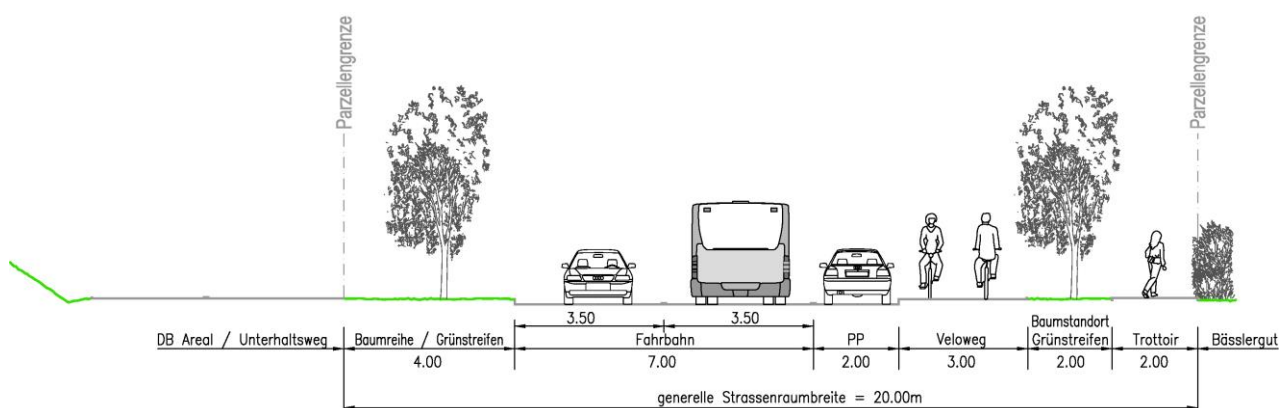 Parzellengrenze
Parzellengrenze
3.50
3.50
DB Areal / Unterhaltsweg
Baumreihe / Grünstreifen
Fahrbahn
PP
Veloweg
Baumstandort
Grünstreifen
Trottoir
Bässlergut
4.00
7.00
2.00
3.00
2.00
2.00
generelle Strassenraumbreite = 20.00m